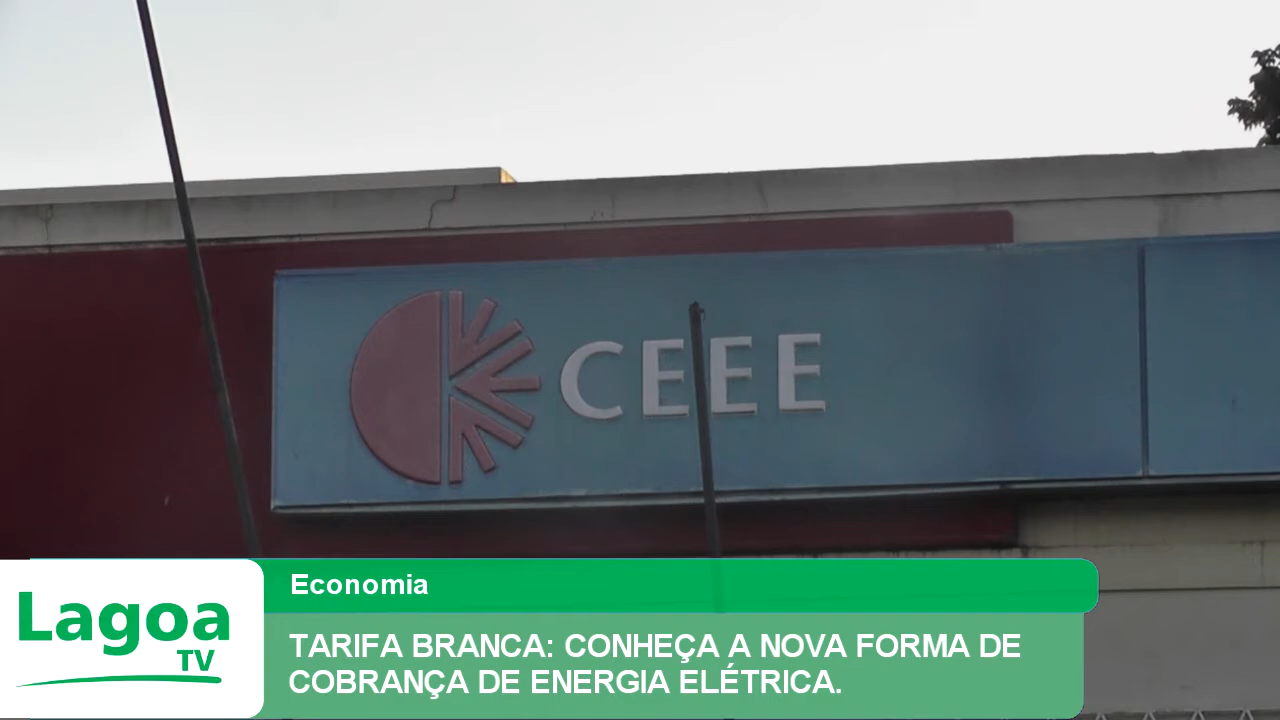 CEEE
Economia
Lagoa
TV
TARIFA BRANCA: CONHEÇA A NOVA FORMA DE
COBRANÇA DE ENERGIA ELÉTRICA.